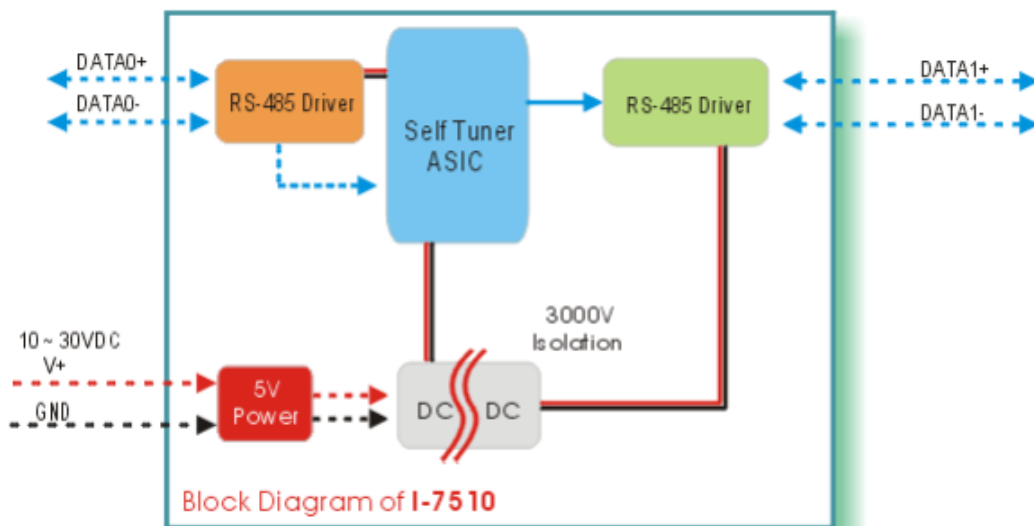 DATA0+
DATA0-
RS-485 Driver
Self Tuner
ASIC
RS-485 Driver
DATA1+
DATA1-
10 ~ 30VDC
V+
GND
5V
Power
DC DC
3000V
Isolation
Block Diagram of I-7510